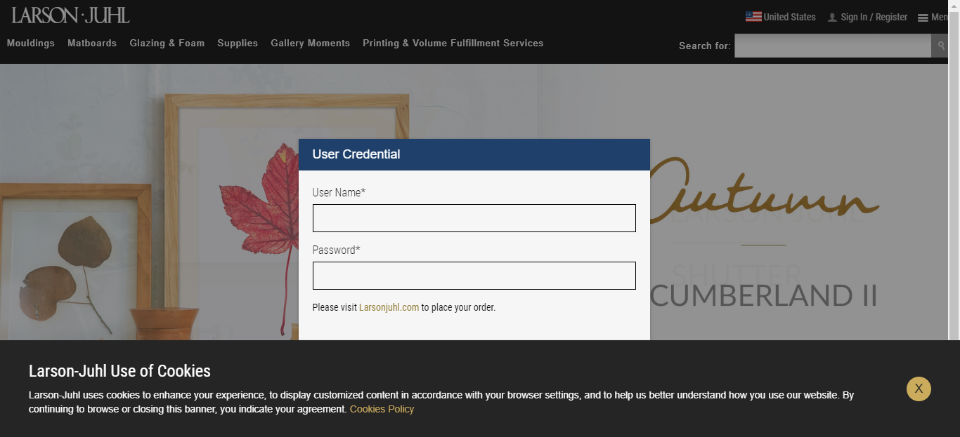 LARSON·JUHL
United States
Sign In / Register
Men
Mouldings Matboards Glazing & Foam Supplies Gallery Moments Printing & Volume Fulfillment Services
Search for:
Autumn
SHUTTER
CUMBERLAND II
User Credential
User Name*
Password*
Please visit Larsonjuhl.com to place your order.
Larson-Juhl Use of Cookies
X
Larson-Juhl uses cookies to enhance your experience, to display customized content in accordance with your browser settings, and to help us better understand how you use our website. By
continuing to browse or closing this banner, you indicate your agreement. Cookies Policy